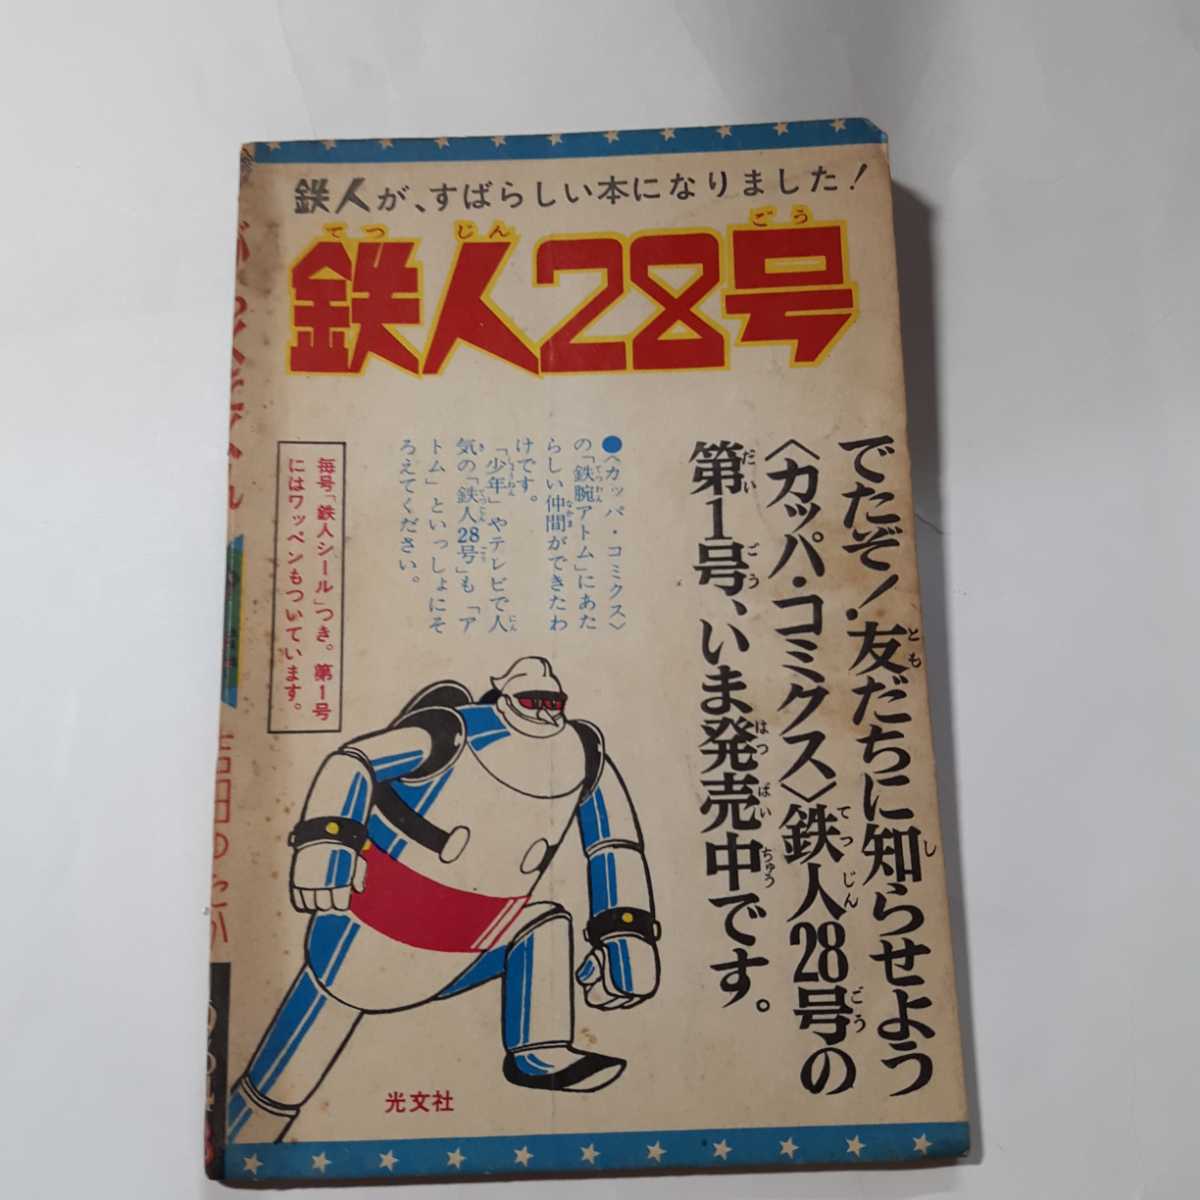 鉄人が、すばらしい本になりました!
てつ じん ごう
鉄人28号
でたぞ!友だちに知らせよう
〈カッパ・コミクス〉鉄人28号の
第1号、いま発売中です。
●〈カッパ・コミクス〉
の「鉄腕アトム」にあた
らしい仲間ができたわ
けです。
「少年」やテレビで人
気の「鉄人28号」も「ア
トム」といっしょにそ
ろえてください。
毎号「鉄人シール」つき。第1号
にはワッペンもついています。
光文社